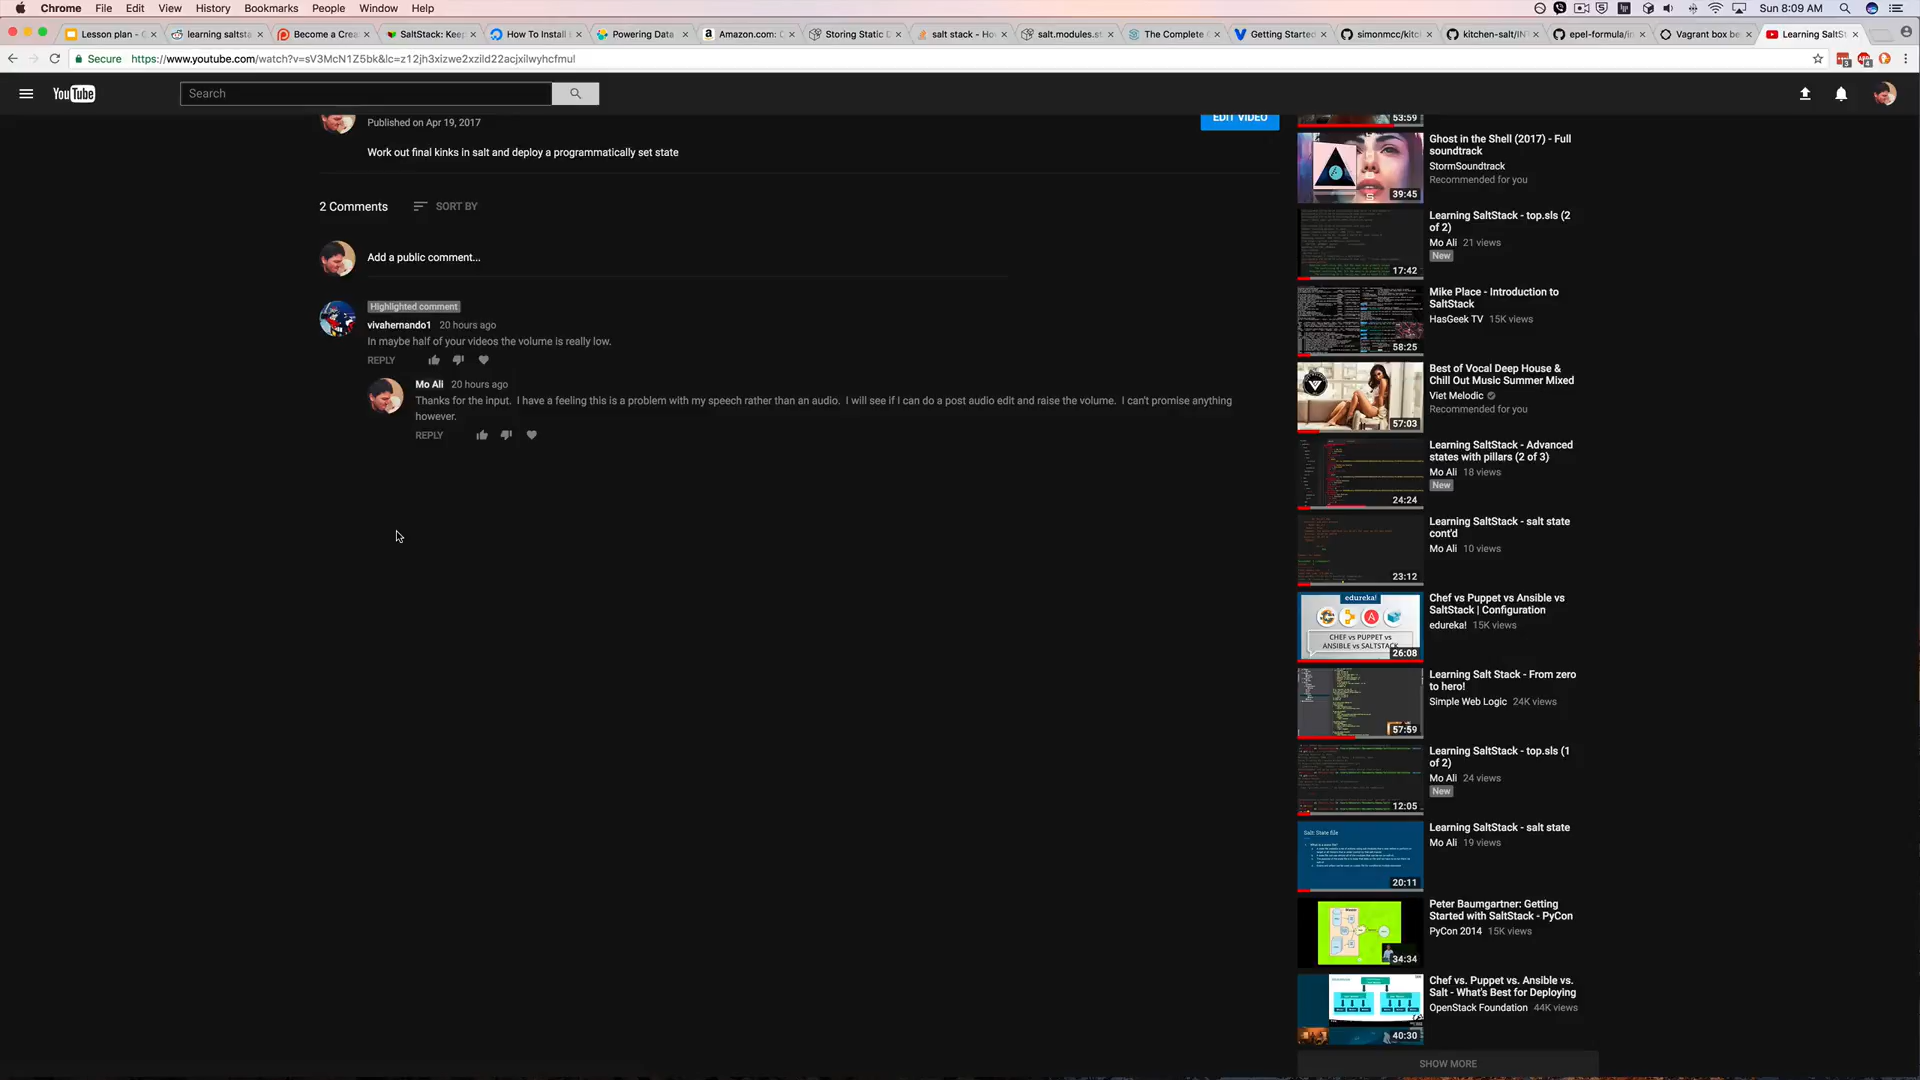 Chrome File Edit View History Bookmarks People Window Help
Sun 8:09 AM
Lesson plan - learning saltsta Become a Crea SaltStack: Keep How To Install Powering Data Amazon.com: Storing Static D salt stack - How salt.modules.st The Complete Getting Started simonmcc/kitc kitchen-salt/INT epel-formula/in Vagrant box be Learning SaltS
Secure https://www.youtube.com/watch?v=sV3McN1Z5bk&lc=z12jh3xizwe2xzild22acjxilwyhcfmul
YouTube
Search
Published on Apr 19, 2017
EDIT VIDEO
Work out final kinks in salt and deploy a programmatically set state
2 Comments SORT BY
Add a public comment...
Highlighted comment
vivahernando1 20 hours ago
In maybe half of your videos the volume is really low.
REPLY
Mo Ali 20 hours ago
Thanks for the input. I have a feeling this is a problem with my speech rather than an audio. I will see if I can do a post audio edit and raise the volume. I can't promise anything
however.
REPLY
53:59
Ghost in the Shell (2017) - Full
soundtrack
StormSoundtrack
Recommended for you
39:45
Learning SaltStack - top.sls (2
of 2)
Mo Ali 21 views
New
17:42
Mike Place - Introduction to
SaltStack
HasGeek TV 15K views
58:25
Best of Vocal Deep House &
Chill Out Music Summer Mixed
Viet Melodic
Recommended for you
57:03
Learning SaltStack - Advanced
states with pillars (2 of 3)
Mo Ali 18 views
New
24:24
Learning SaltStack - salt state
cont'd
Mo Ali 10 views
23:12
edureka!
CHEF vs PUPPET vs
ANSIBLE vs SALTSTACK
26:08
Chef vs Puppet vs Ansible vs
SaltStack | Configuration
edureka! 15K views
Learning Salt Stack - From zero
to hero!
Simple Web Logic 24K views
57:59
Learning SaltStack - top.sls (1
of 2)
Mo Ali 24 views
New
12:05
Salt State file
Learning SaltStack - salt state
Mo Ali 19 views
20:11
Peter Baumgartner: Getting
Started with SaltStack - PyCon
PyCon 2014 15K views
34:34
Chef vs. Puppet vs. Ansible vs.
Salt - What's Best for Deploying
OpenStack Foundation 44K views
40:30
SHOW MORE